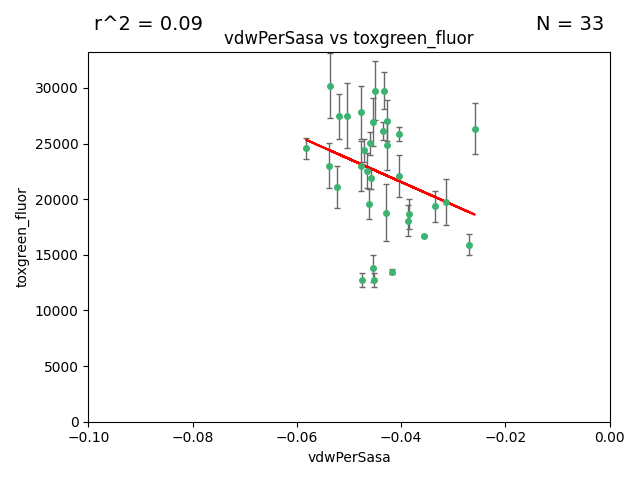 r^2 = 0.09
N = 33
vdwPerSasa vs toxgreen_fluor
30000
25000
20000
15000
10000
5000
0
toxgreen_fluor
−0.10
−0.08
−0.06
−0.04
−0.02
0.00
vdwPerSasa